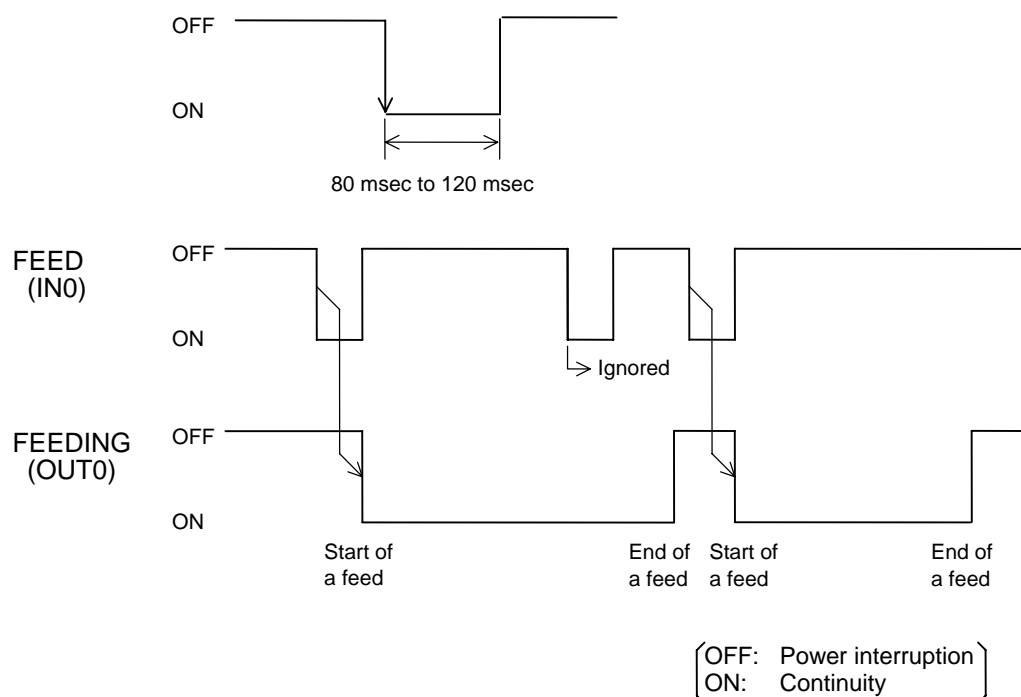 OFF
ON
80 msec to 120 msec
FEED
(IN0)
OFF
ON
Ignored
FEEDING
(OUT0)
OFF
ON
Start of
a feed
End of
a feed
Start of
a feed
End of
a feed
OFF: Power interruption
ON: Continuity